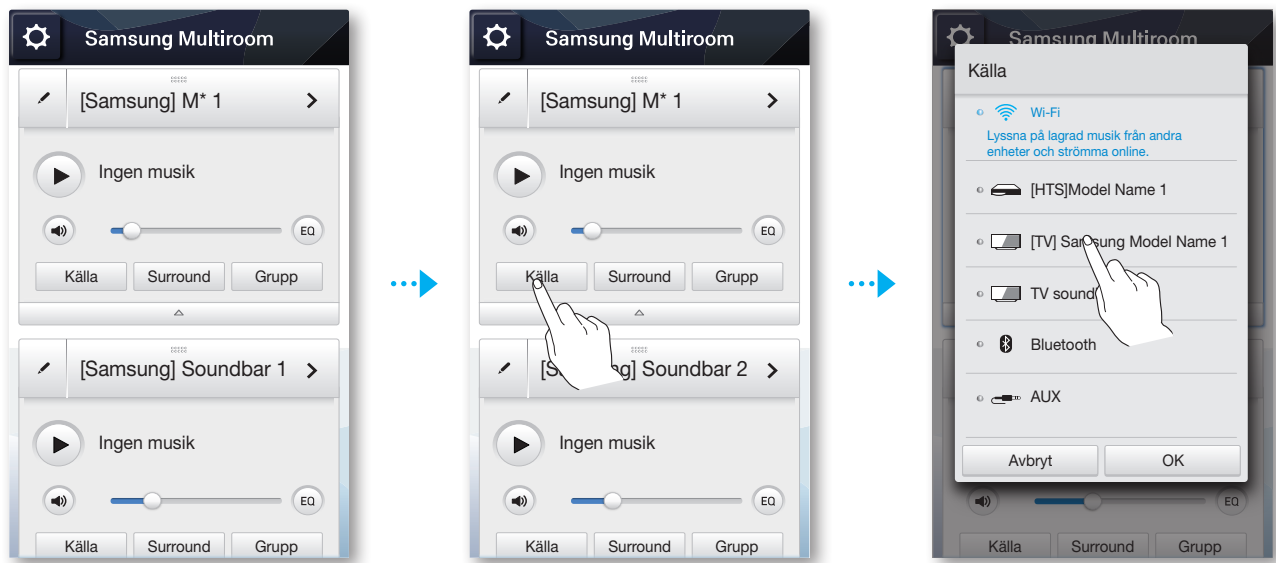 Samsung Multiroom
[Samsung] M* 1
Ingen musik
EQ
Källa Surround Grupp
[Samsung] Soundbar 1
Ingen musik
EQ
Källa Surround Grupp
Samsung Multiroom
[Samsung] M* 1
Ingen musik
EQ
Källa Surround Grupp
[Samsung] Soundbar 2
Ingen musik
EQ
Källa Surround Grupp
Samsung Multiroom
Källa
Wi-Fi
Lyssna på lagrad musik från andra
enheter och strömma online.
[HTS]Model Name 1
[TV] Samsung Model Name 1
TV sound
Bluetooth
AUX
Avbryt OK
EQ
Källa Surround Grupp